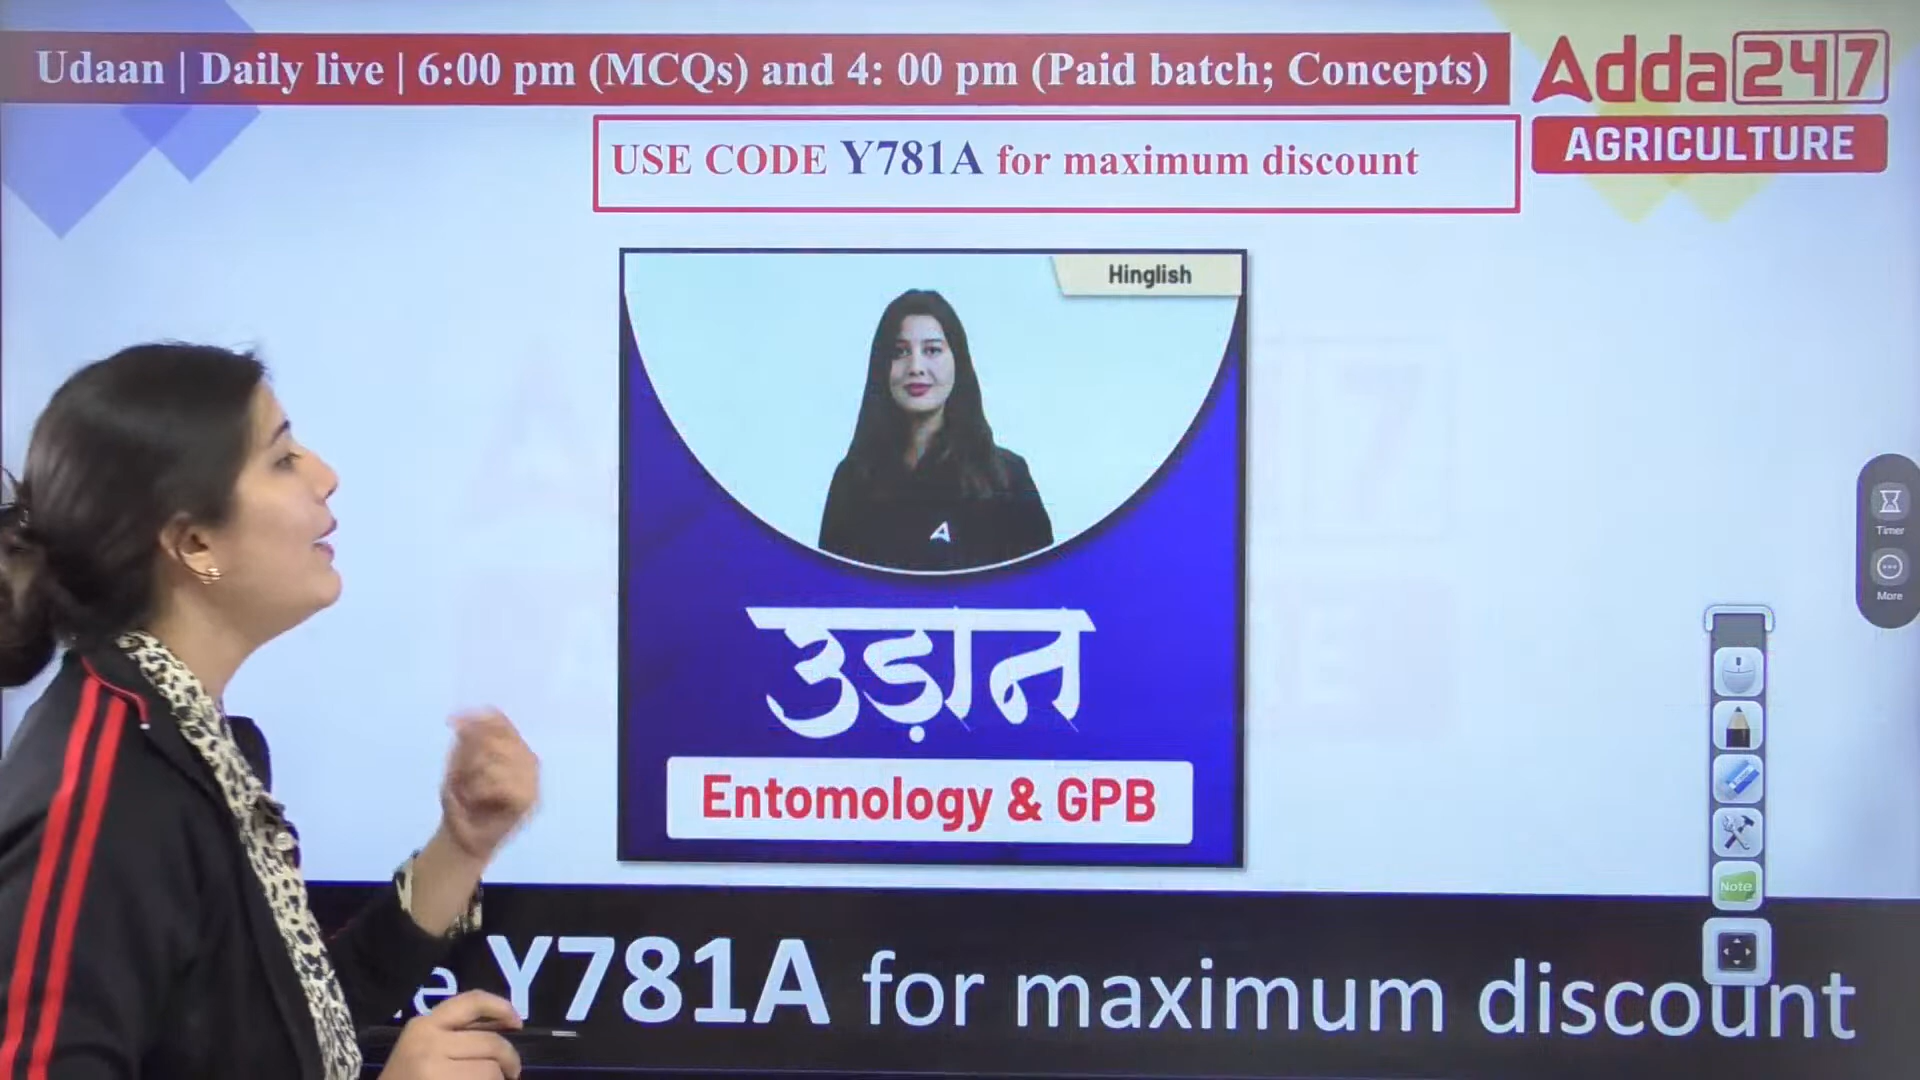 Udaan | Daily live | 6:00 pm (MCQs) and 4: 00 pm (Paid batch; Concepts)
Adda247
AGRICULTURE
USE CODE Y781A for maximum discount
Hinglish
उड़ान
Entomology & GPB
Timer
More
Note
Y781A for maximum discount